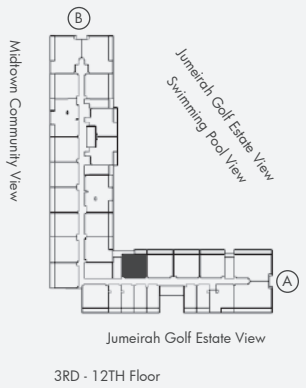 B
Midtown Community View
Jumeirah Golf Estate View
Swimming Pool View
A
Jumeirah Golf Estate View
3RD - 12TH Floor